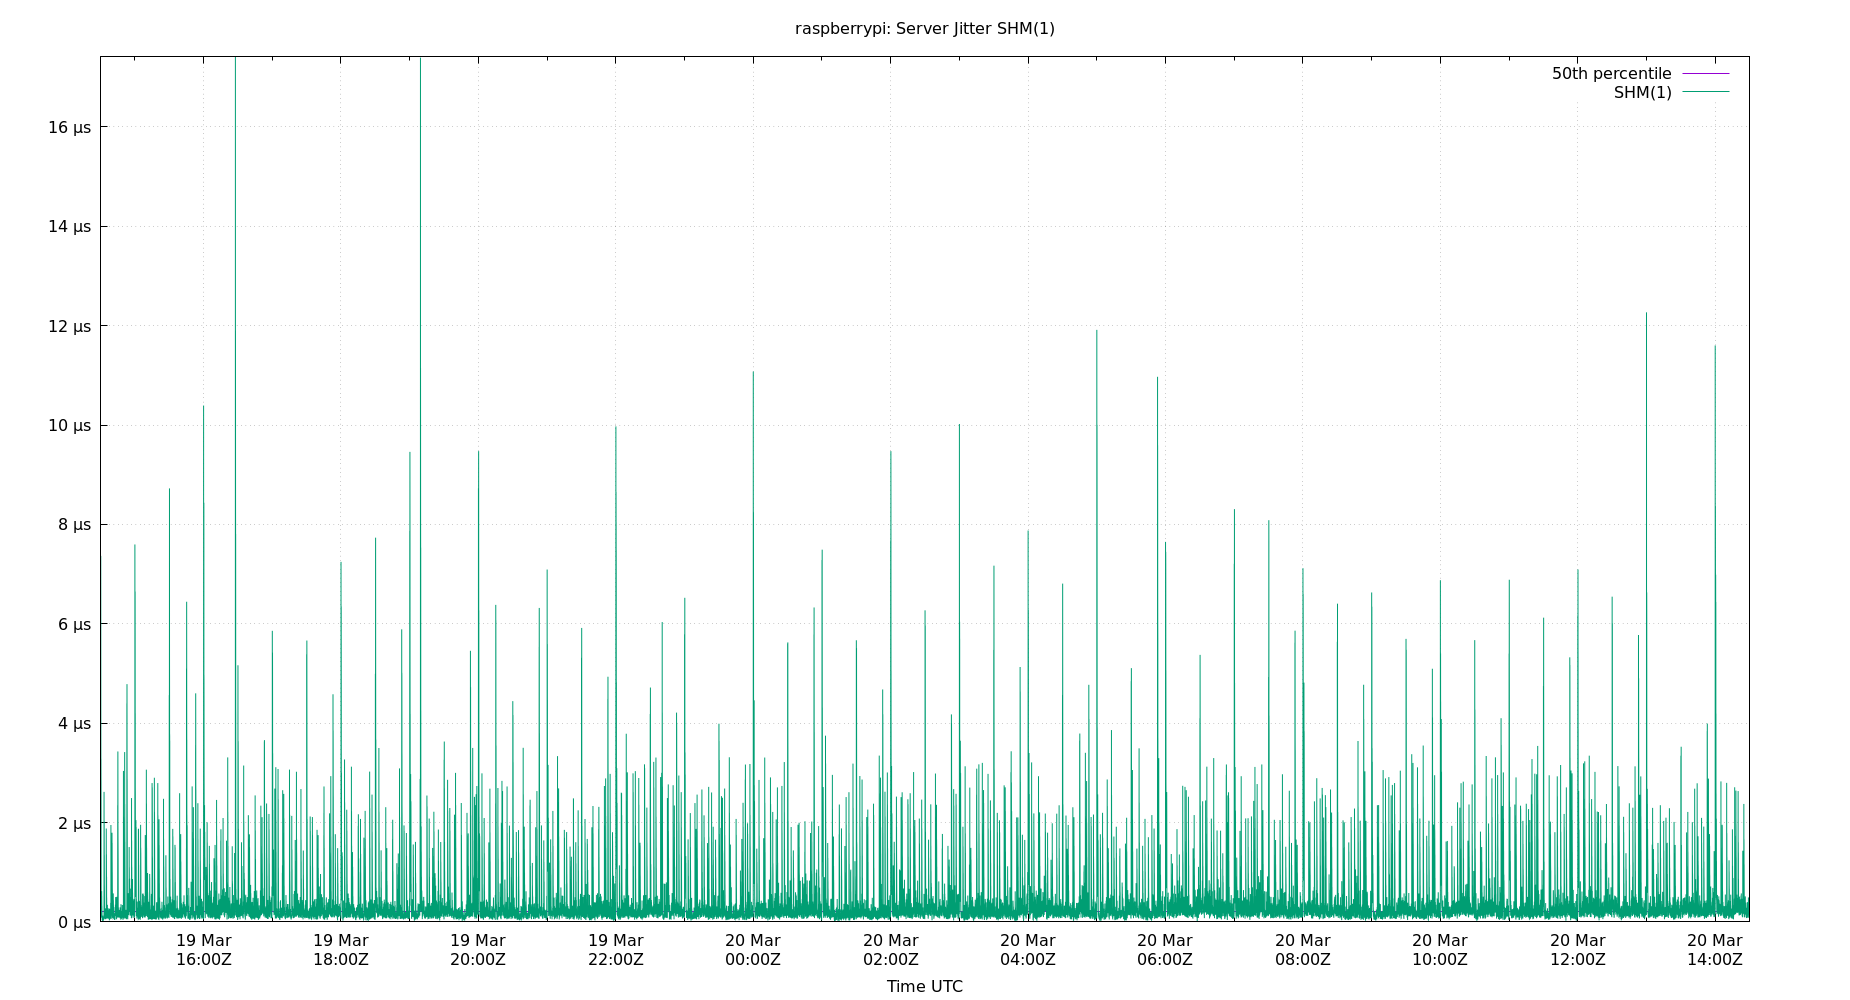 raspberrypi: Server Jitter SHM(1)
50th percentile
SHM(1)
16 µs
14 µs
12 µs
10 µs
8 µs
6 µs
4 µs
2 µs
0 µs
19 Mar 19 Mar 19 Mar 19 Mar 20 Mar 20 Mar 20 Mar 20 Mar 20 Mar 20 Mar 20 Mar 20 Mar
16:00Z 18:00Z 20:00Z 22:00Z 00:00Z 02:00Z 04:00Z 06:00Z 08:00Z 10:00Z 12:00Z 14:00Z
Time UTC